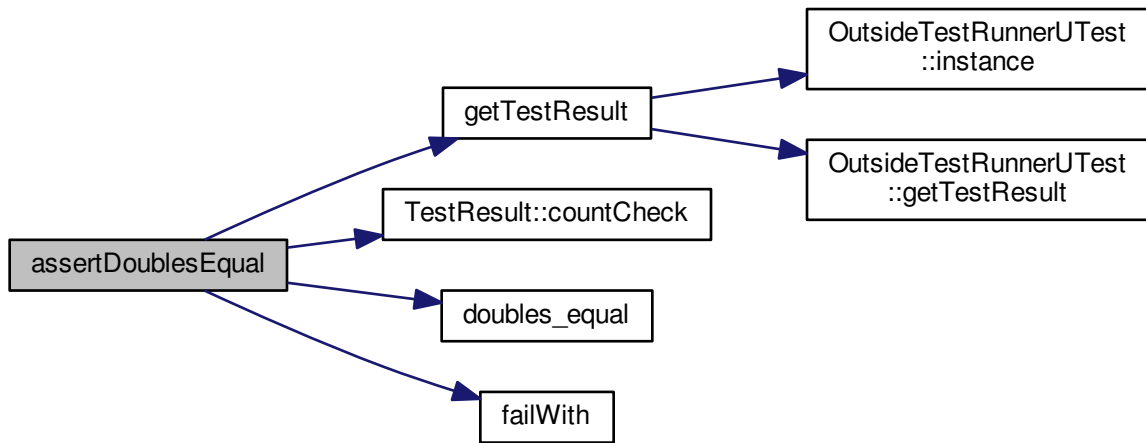 OutsideTestRunnerUTest
::instance
getTestResult
OutsideTestRunnerUTest
::getTestResult
TestResult::countCheck
assertDoublesEqual
doubles_equal
failWith